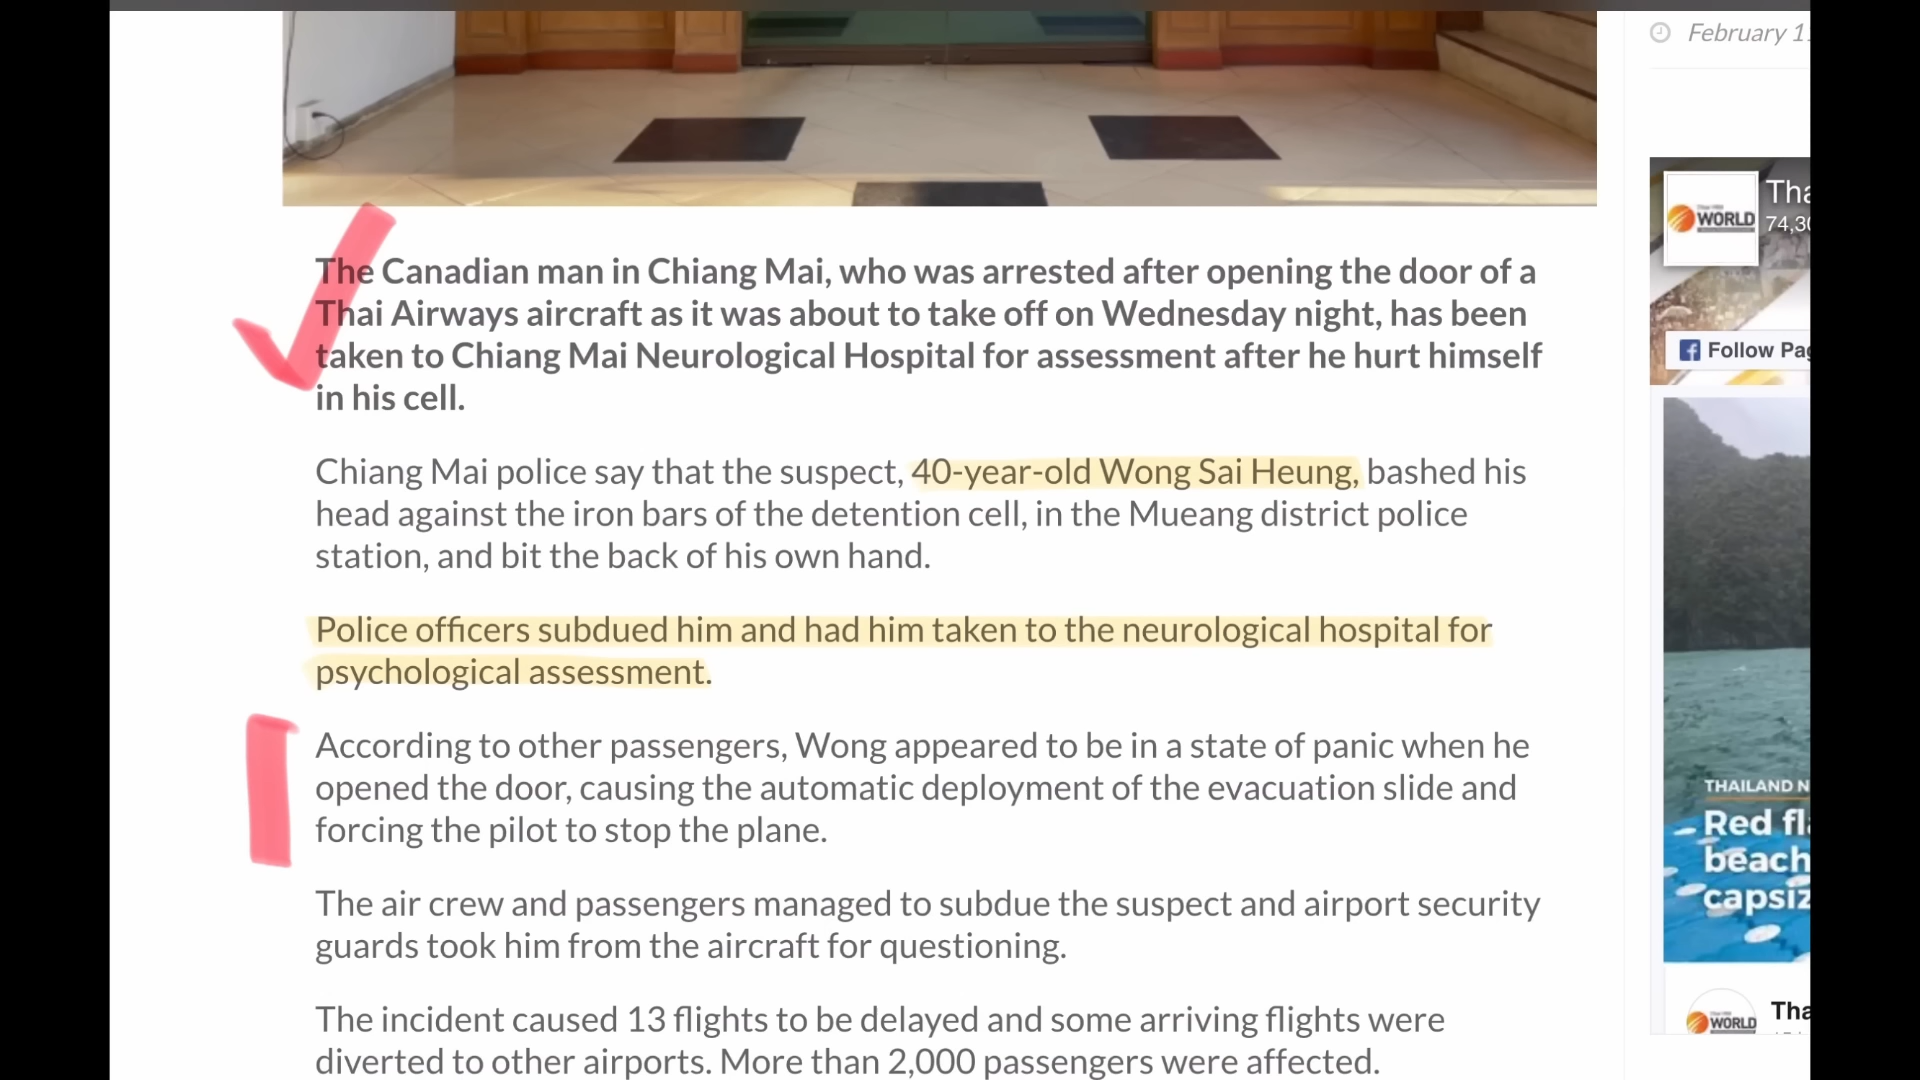 February 1
Tha
WORLD
74,30
Follow Pag
The Canadian man in Chiang Mai, who was arrested after opening the door of a
Thai Airways aircraft as it was about to take off on Wednesday night, has been
taken to Chiang Mai Neurological Hospital for assessment after he hurt himself
in his cell.
Chiang Mai police say that the suspect, 40-year-old Wong Sai Heung, bashed his
head against the iron bars of the detention cell, in the Mueang district police
station, and bit the back of his own hand.
Police officers subdued him and had him taken to the neurological hospital for
psychological assessment.
According to other passengers, Wong appeared to be in a state of panic when he
opened the door, causing the automatic deployment of the evacuation slide and
forcing the pilot to stop the plane.
The air crew and passengers managed to subdue the suspect and airport security
guards took him from the aircraft for questioning.
The incident caused 13 flights to be delayed and some arriving flights were
diverted to other airports. More than 2,000 passengers were affected.
THAILAND N
Red fl
beach
capsiz
Tha
WORLD